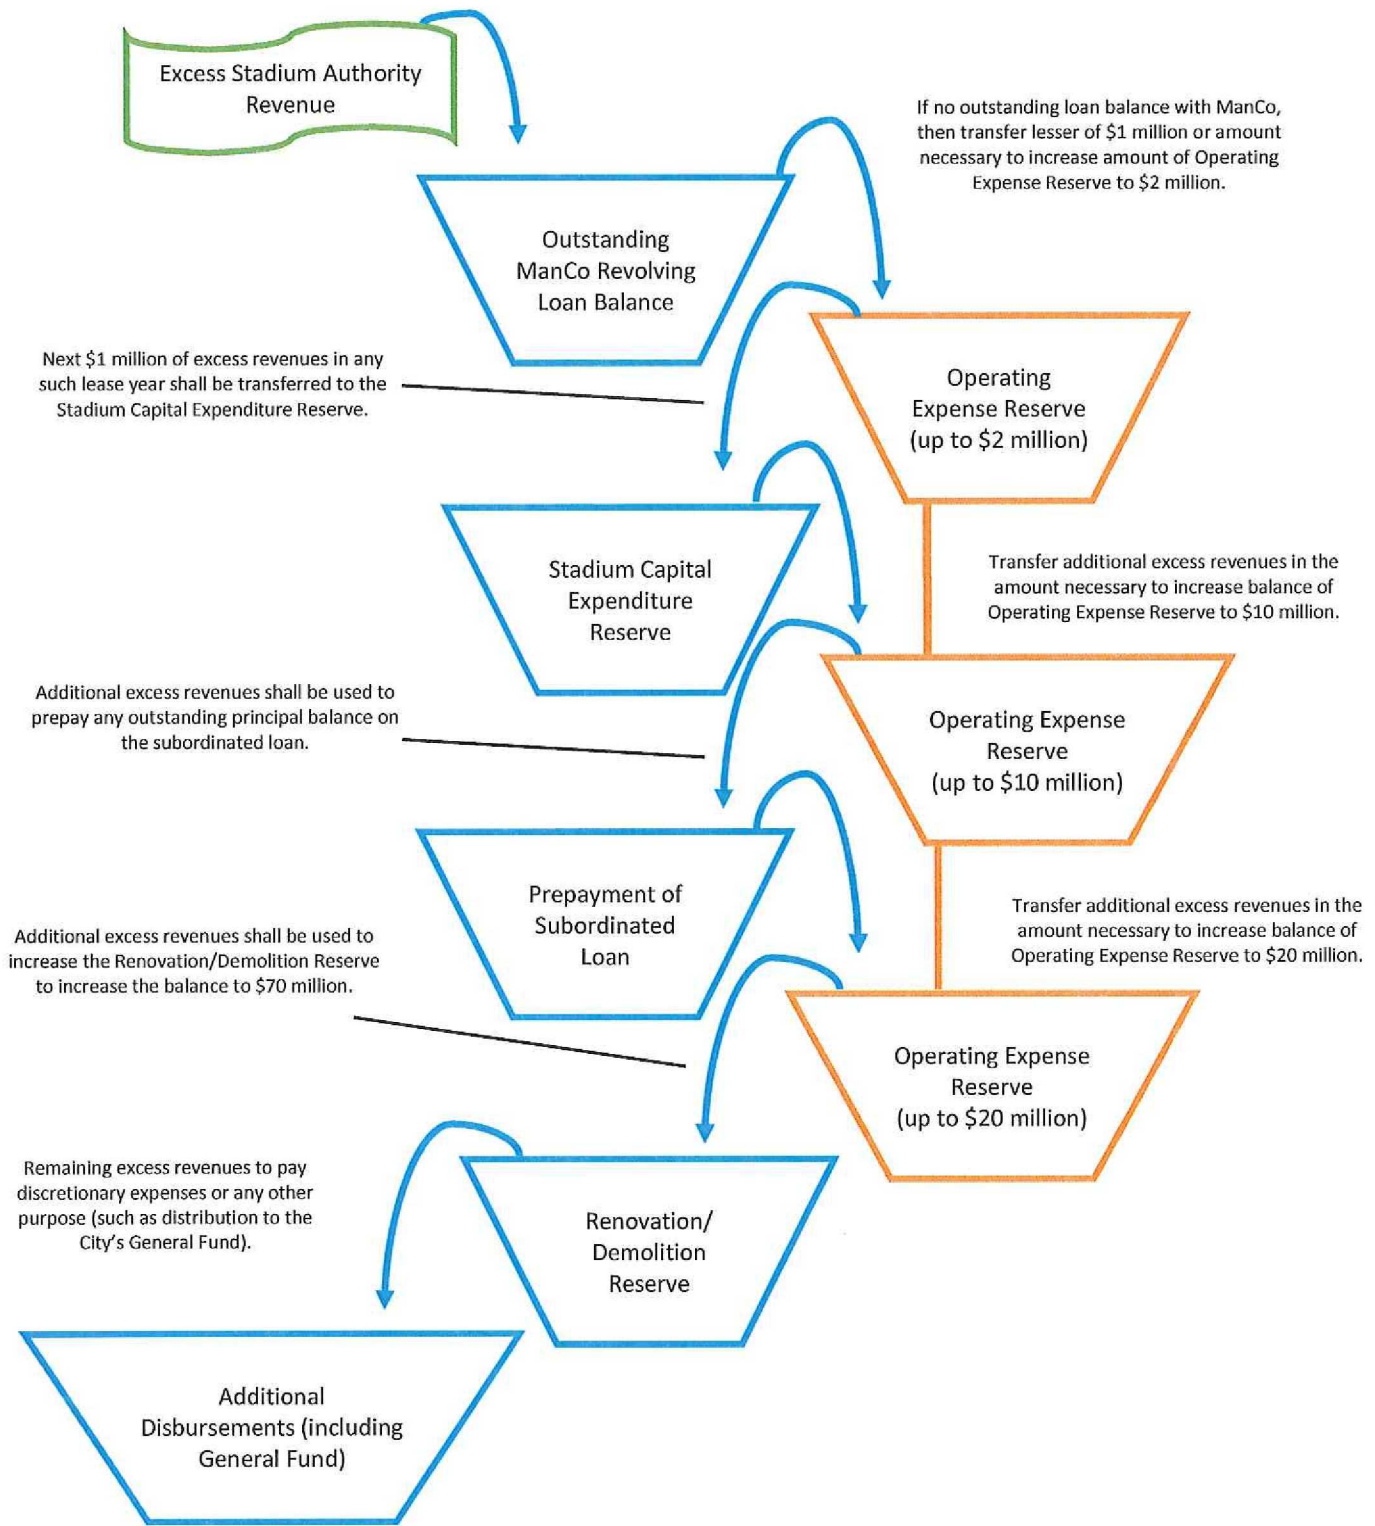 Excess Stadium Authority
Revenue
If no outstanding loan balance with ManCo,
then transfer lesser of $1 million or amount
necessary to increase amount of Operating
Expense Reserve to $2 million.
Outstanding
ManCo Revolving
Loan Balance
Next $1 million of excess revenues in any
such lease year shall be transferred to the
Stadium Capital Expenditure Reserve.
Operating
Expense Reserve
(up to $2 million)
Stadium Capital
Expenditure
Reserve
Transfer additional excess revenues in the
amount necessary to increase balance of
Operating Expense Reserve to $10 million.
Additional excess revenues shall be used to
prepay any outstanding principal balance on
the subordinated loan.
Operating Expense
Reserve
(up to $10 million)
Prepayment of
Subordinated
Loan
Transfer additional excess revenues in the
amount necessary to increase balance of
Operating Expense Reserve to $20 million.
Additional excess revenues shall be used to
increase the Renovation/Demolition Reserve
to increase the balance to $70 million.
Operating Expense
Reserve
(up to $20 million)
Remaining excess revenues to pay
discretionary expenses or any other
purpose (such as distribution to the
City's General Fund).
Renovation/
Demolition
Reserve
Additional
Disbursements (including
General Fund)